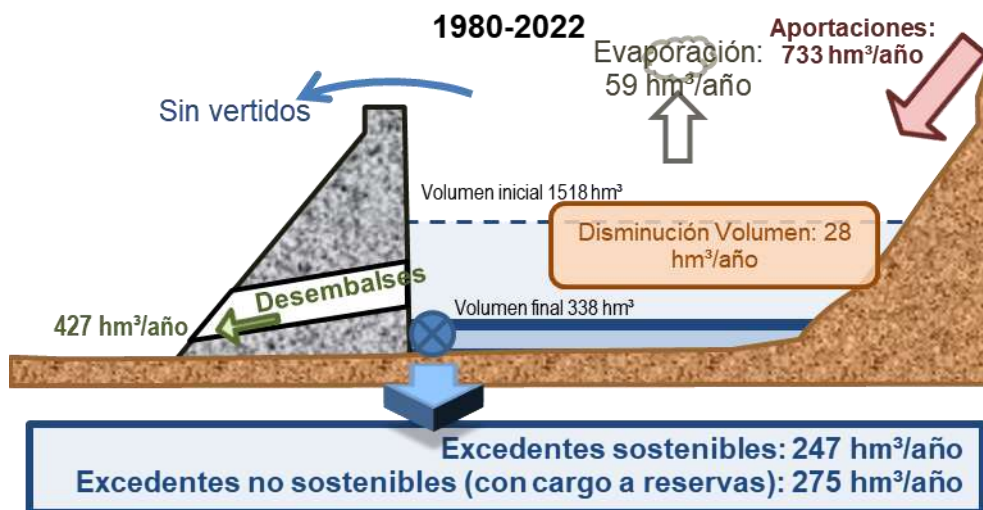 1980-2022
Aportaciones:
733 hm³/año
Evaporación:
59 hm³/año
Sin vertidos
Volumen inicial 1518 hm³
Disminución Volumen: 28
hm³/año
Desembalses
427 hm³/año
Volumen final 338 hm³
Excedentes sostenibles: 247 hm³/año
Excedentes no sostenibles (con cargo a reservas): 275 hm³/año